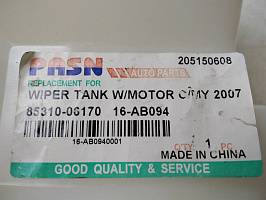 PASN
AUTO PARTS
205150608
REPLACEMENT FOR
WIPER TANK W/MOTOR C/MY 2007
85310-06170 16-AB094
16-AB0940001
QTY 1 PC
MADE IN CHINA
GOOD QUALITY & SERVICE